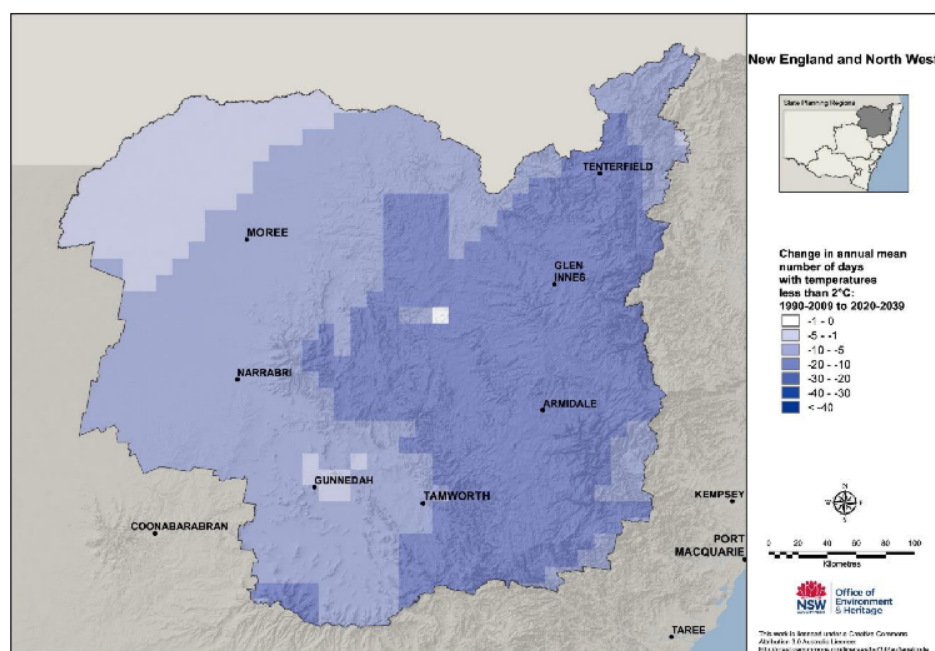 New England and North West
State Planning Regions
TENTERFIELD
MOREE
GLEN
INNES
NARRABRI
ARMIDALE
GUNNEDAH
TAMWORTH
COONABARABRAN
KEMPSEY
PORT
MACQUARIE
TAREE
Change in annual mean
number of days
with temperatures
less than 2°C:
1990-2009 to 2020-2039
-1 - 0
-5 - -1
-10 - -5
-20 - -10
-30 - -20
-40 - -30
< -40
N
W E
S
0 20 40 60 80 100
Kilometres
NSW
GOVERNMENT
Office of
Environment
& Heritage
This work is licensed under a Creative Commons
Attribution 3.0 Australia Licence: